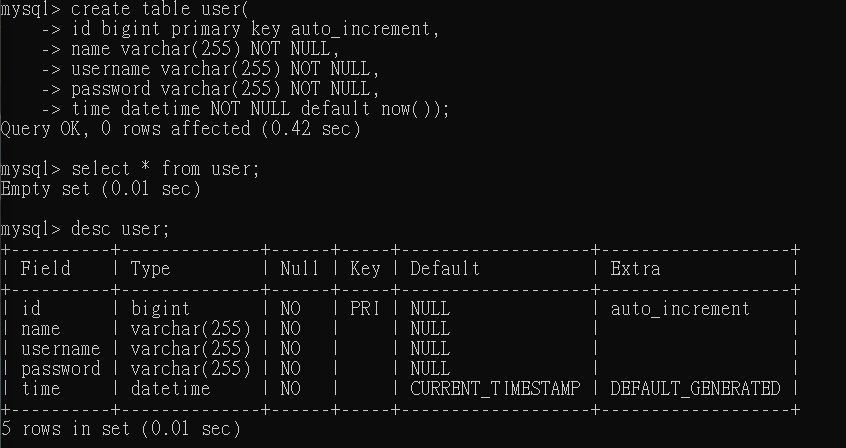 mysql> create table user(
    -> id bigint primary key auto_increment,
    -> name varchar(255) NOT NULL,
    -> username varchar(255) NOT NULL,
    -> password varchar(255) NOT NULL,
    -> time datetime NOT NULL default now());
Query OK, 0 rows affected (0.42 sec)

mysql> select * from user;
Empty set (0.01 sec)

mysql> desc user;
+----------+--------------+------+-----+-------------------+-------------------+
| Field    | Type         | Null | Key | Default           | Extra             |
+----------+--------------+------+-----+-------------------+-------------------+
| id       | bigint       | NO   | PRI | NULL              | auto_increment    |
| name     | varchar(255) | NO   |     | NULL              |                   |
| username | varchar(255) | NO   |     | NULL              |                   |
| password | varchar(255) | NO   |     | NULL              |                   |
| time     | datetime     | NO   |     | CURRENT_TIMESTAMP | DEFAULT_GENERATED |
+----------+--------------+------+-----+-------------------+-------------------+
5 rows in set (0.01 sec)